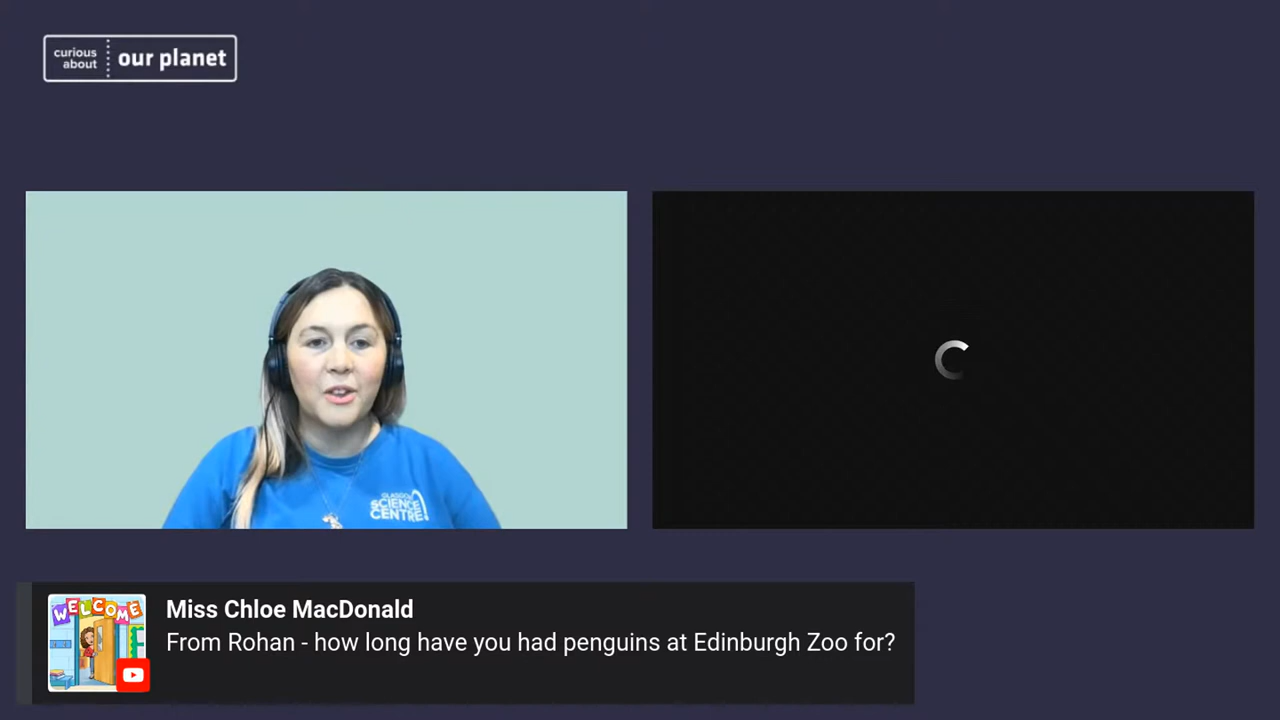 curious about
our planet
GLASGOW
SCIENCE
CENTRE
WELCOME
Miss Chloe MacDonald
From Rohan - how long have you had penguins at Edinburgh Zoo for?